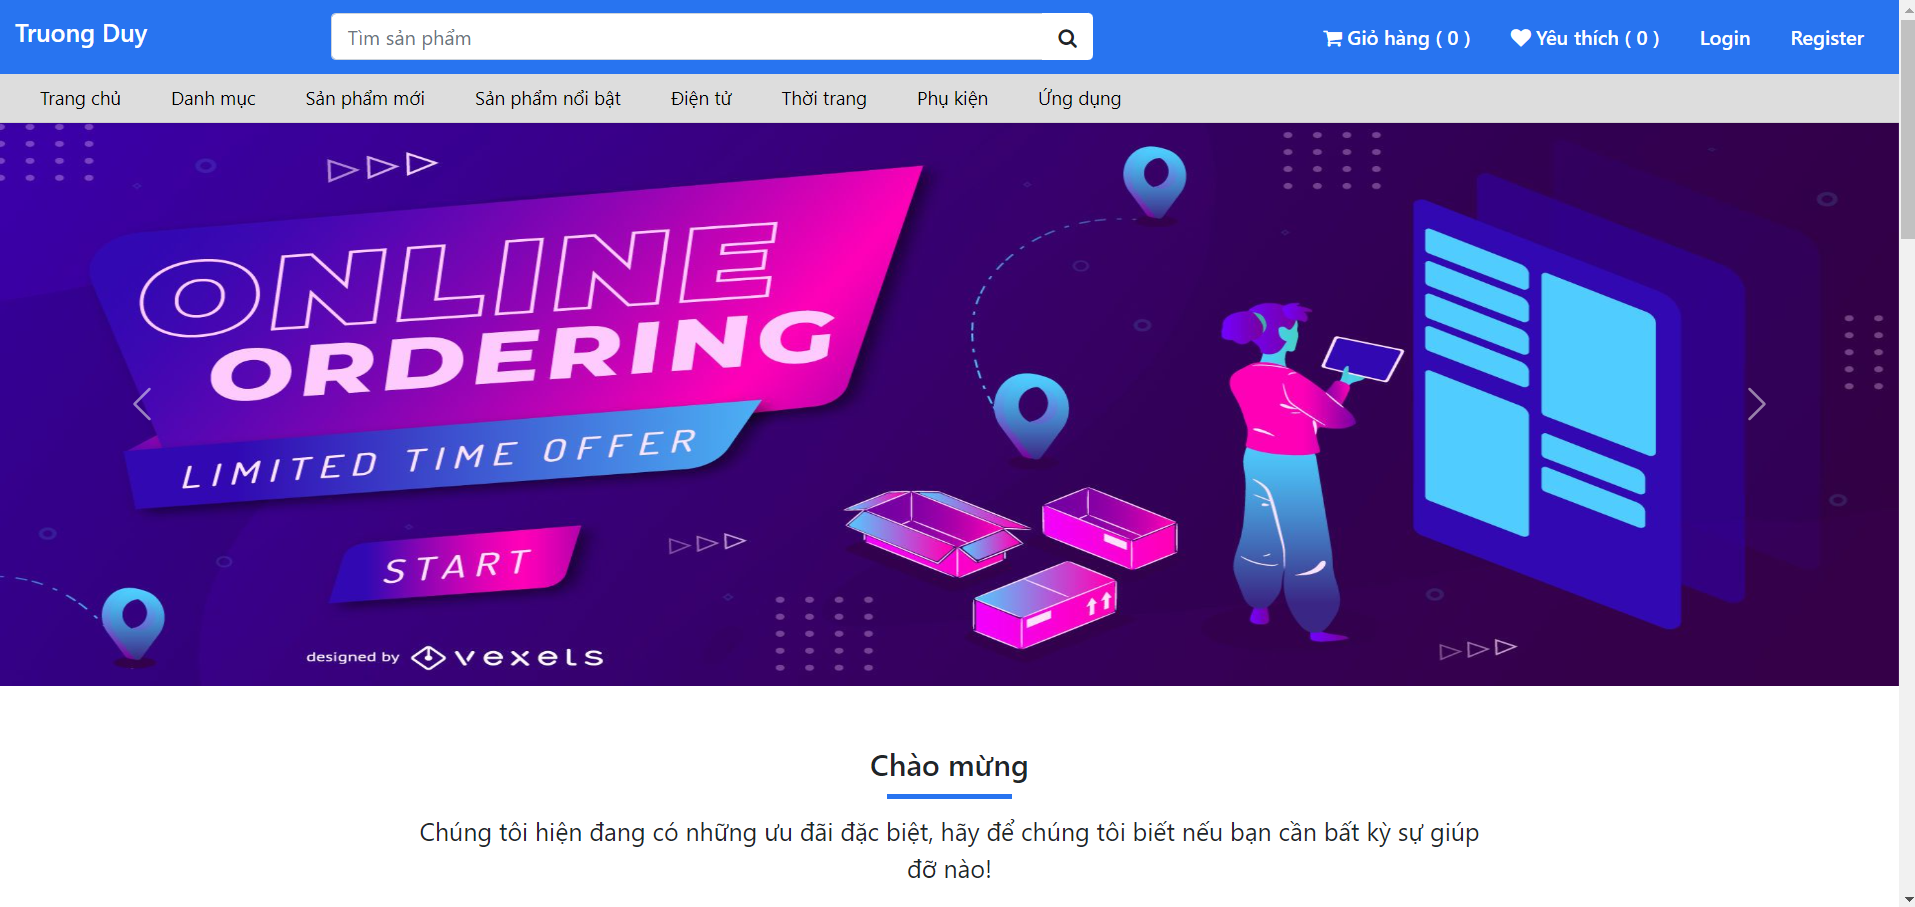 Truong Duy
Tìm sản phẩm
Giỏ hàng ( 0 )
Yêu thích ( 0 )
Login
Register
Trang chủ
Danh mục
Sản phẩm mới
Sản phẩm nổi bật
Điện tử
Thời trang
Phụ kiện
Ứng dụng
ONLINE
ORDERING
LIMITED TIME OFFER
START
designed by vexels
Chào mừng
Chúng tôi hiện đang có những ưu đãi đặc biệt, hãy để chúng tôi biết nếu bạn cần bất kỳ sự giúp
đỡ nào!